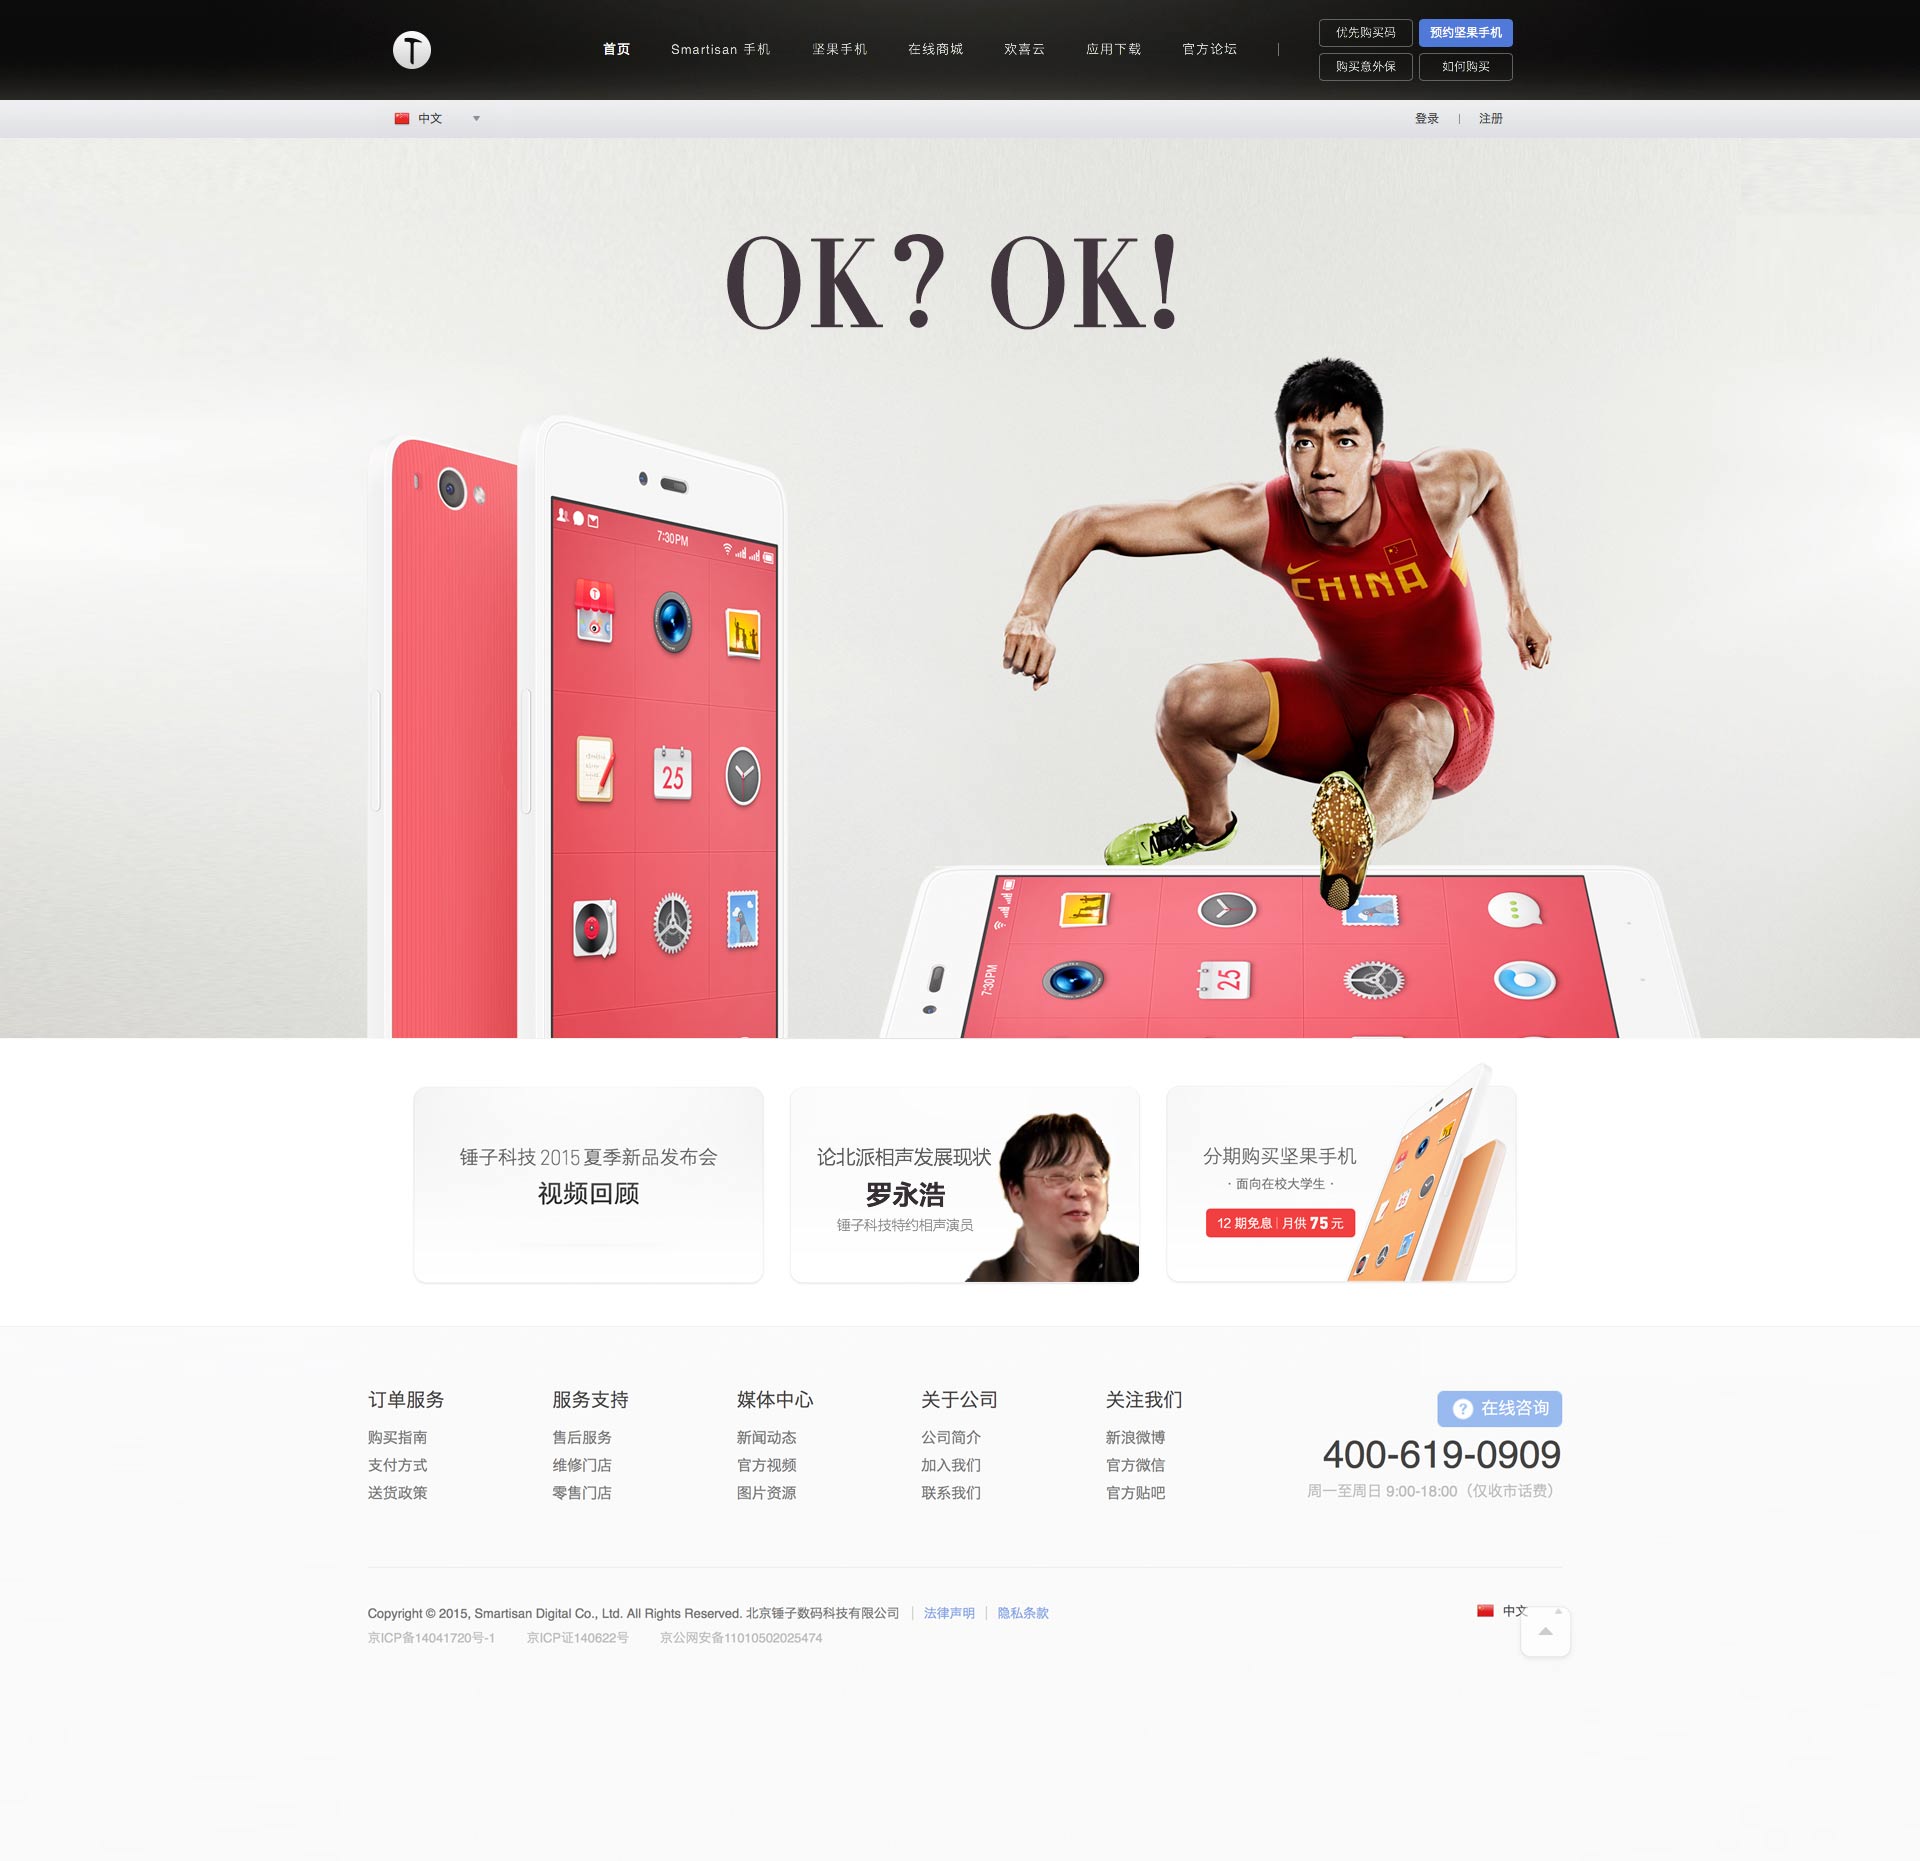 T
首页
Smartisan 手机
坚果手机
在线商城
欢喜云
应用下载
官方论坛
优先购买码
预约坚果手机
购买意外保
如何购买
中文
登录 | 注册
OK? OK!
7:30PM
25
CHINA
7:30PM
25
锤子科技 2015 夏季新品发布会
视频回顾
论北派相声发展现状
罗永浩
锤子科技特约相声演员
分期购买坚果手机
· 面向在校大学生 ·
12 期免息 | 月供 75 元
订单服务
购买指南
支付方式
送货政策
服务支持
售后服务
维修门店
零售门店
媒体中心
新闻动态
官方视频
图片资源
关于公司
公司简介
加入我们
联系我们
关注我们
新浪微博
官方微信
官方贴吧
? 在线咨询
400-619-0909
周一至周日 9:00-18:00（仅收市话费）
Copyright © 2015, Smartisan Digital Co., Ltd. All Rights Reserved. 北京锤子数码科技有限公司 | 法律声明 | 隐私条款
京ICP备14041720号-1 京ICP证140622号 京公网安备11010502025474
中文